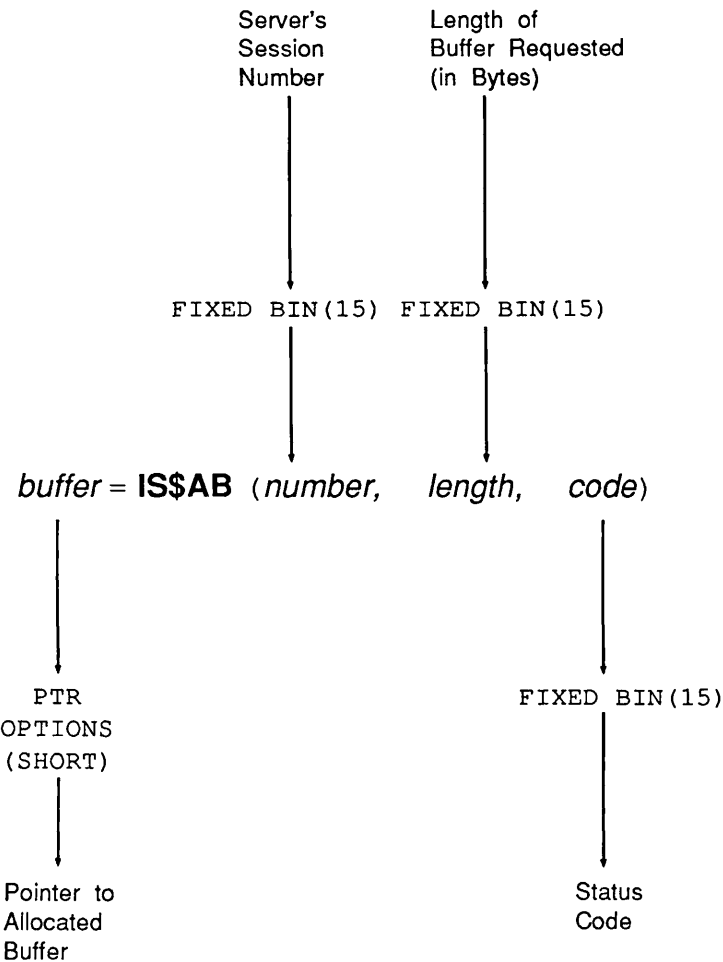 Server's
Session
Number
Length of
Buffer Requested
(in Bytes)
FIXED BIN(15) FIXED BIN(15)
buffer = IS$AB (number, length, code)
PTR
OPTIONS
(SHORT)
FIXED BIN(15)
Pointer to
Allocated
Buffer
Status
Code